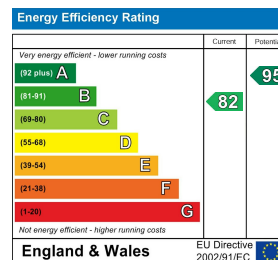 Energy Efficiency Rating
Current
Very energy efficient - lower running costs
(92 plus) A
95
(81-91) B
82
(69-80) C
(55-68) D
(39-54) E
(21-38) F
(1-20) G
Not energy efficient - higher running costs
England & Wales
EU Directive
2002/91/EC